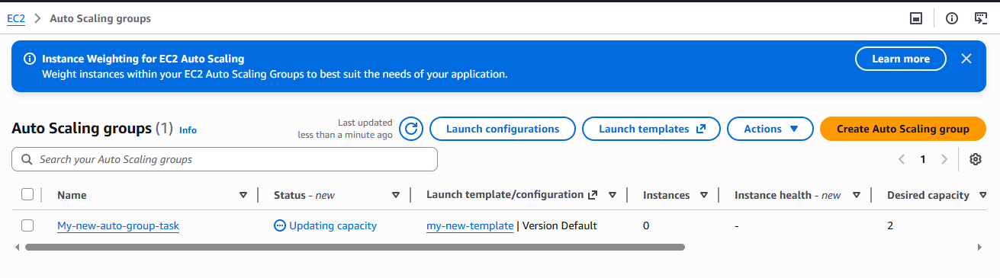 EC2 > Auto Scaling groups
Instance Weighting for EC2 Auto Scaling
Weight instances within your EC2 Auto Scaling Groups to best suit the needs of your application.
Learn more
Auto Scaling groups (1) Info
Last updated
less than a minute ago
Launch configurations
Launch templates
Actions
Create Auto Scaling group
Search your Auto Scaling groups
1
Name Status - new Launch template/configuration Instances Instance health - new Desired capacity
My-new-auto-group-task Updating capacity my-new-template | Version Default 0 - 2